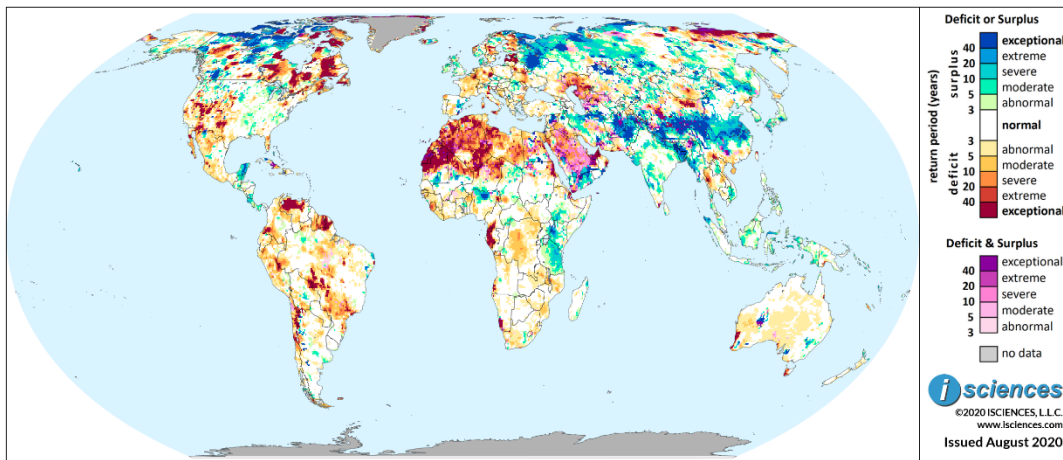 Deficit or Surplus
return period (years)
surplus
deficit
exceptional
40
extreme
20
severe
10
moderate
5
abnormal
3
normal
3
abnormal
5
moderate
10
severe
20
extreme
40
exceptional
Deficit & Surplus
exceptional
40
extreme
20
severe
10
moderate
5
abnormal
3
no data
i sciences
©2020 ISCIENCES, L.L.C.
www.isciences.com
Issued August 2020